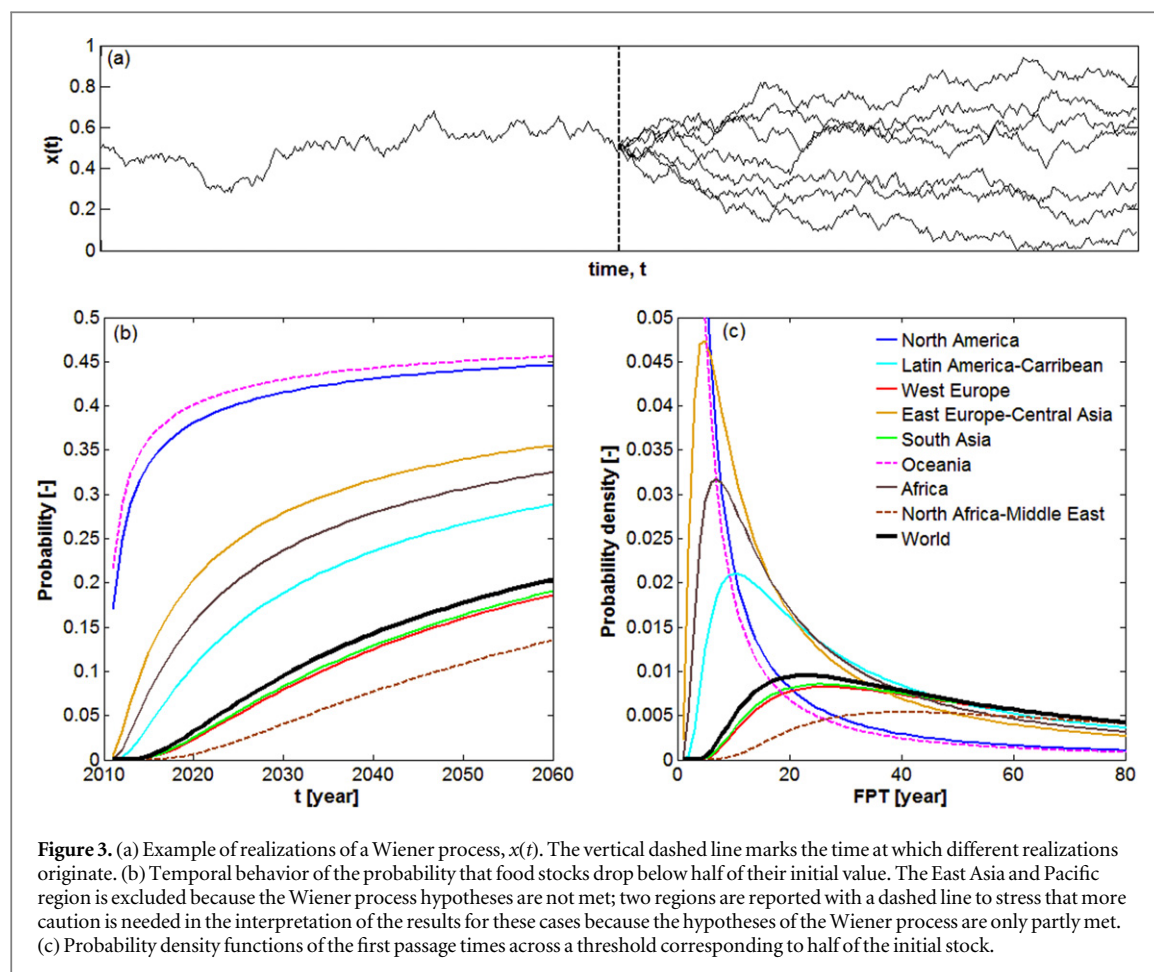 (a)
1
0.8
0.6
0.4
0.2
0
x(t)
time, t
(b)
0.5
0.45
0.4
0.35
0.3
0.25
0.2
0.15
0.1
0.05
0
Probability [-]
2010 2020 2030 2040 2050 2060
t [year]
(c)
0.05
0.045
0.04
0.035
0.03
0.025
0.02
0.015
0.01
0.005
0
Probability density [-]
0 20 40 60 80
FPT [year]
North America
Latin America-Carribean
West Europe
East Europe-Central Asia
South Asia
Oceania
Africa
North Africa-Middle East
World
Figure 3. (a) Example of realizations of a Wiener process, x(t). The vertical dashed line marks the time at which different realizations
originate. (b) Temporal behavior of the probability that food stocks drop below half of their initial value. The East Asia and Pacific
region is excluded because the Wiener process hypotheses are not met; two regions are reported with a dashed line to stress that more
caution is needed in the interpretation of the results for these cases because the hypotheses of the Wiener process are only partly met.
(c) Probability density functions of the first passage times across a threshold corresponding to half of the initial stock.